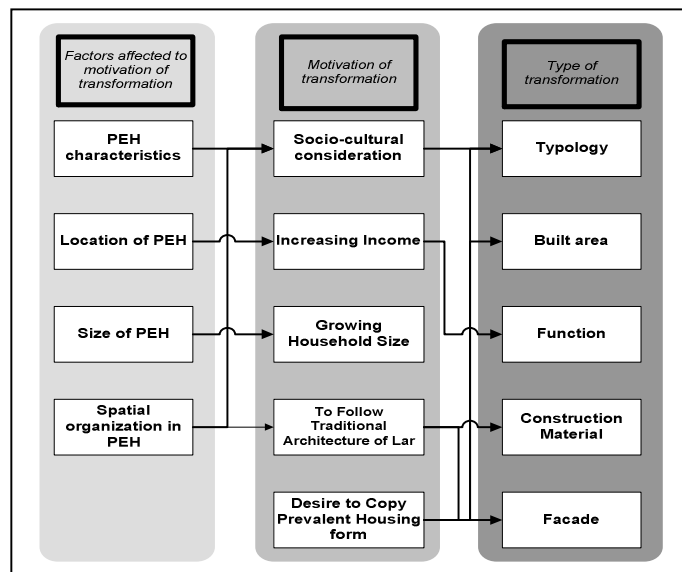 Factors affected to
motivation of
transformation
PEH
characteristics
Location of PEH
Size of PEH
Spatial
organization in
PEH
Motivation of
transformation
Socio-cultural
consideration
Increasing Income
Growing
Household Size
To Follow
Traditional
Architecture of Lar
Desire to Copy
Prevalent Housing
form
Type of
transformation
Typology
Built area
Function
Construction
Material
Facade